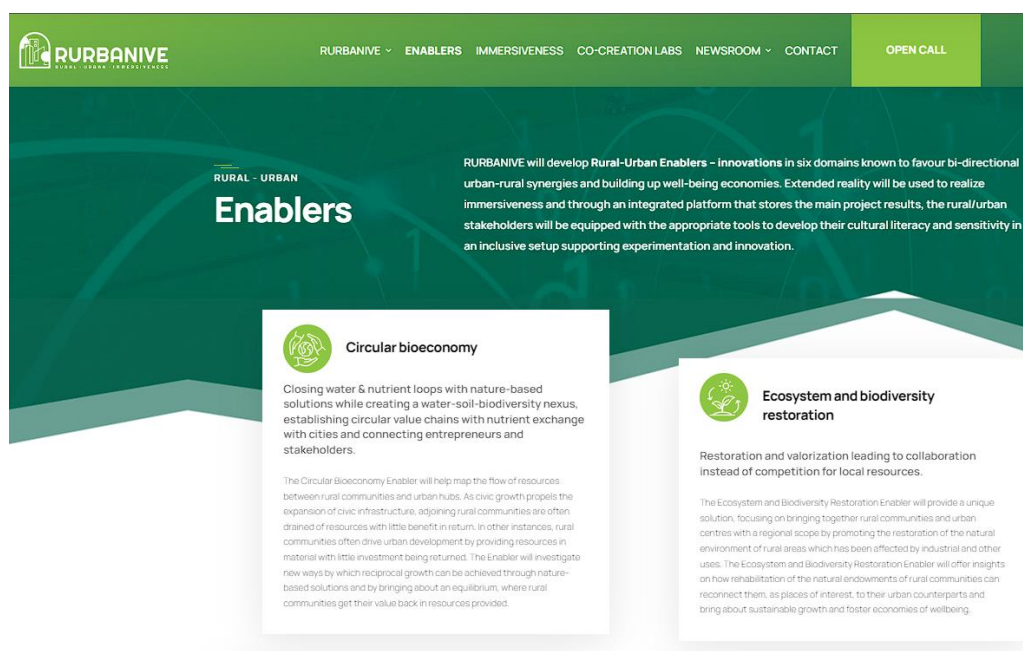 RURBANIVE
RURAL - URBAN - IMMERSIVENESS
RURBANIVE
ENABLERS
IMMERSIVENESS
CO-CREATION LABS
NEWSROOM
CONTACT
OPEN CALL
RURAL - URBAN
Enablers
RURBANIVE will develop Rural-Urban Enablers – innovations in six domains known to favour bi-directional
urban-rural synergies and building up well-being economies. Extended reality will be used to realize
immersiveness and through an integrated platform that stores the main project results, the rural/urban
stakeholders will be equipped with the appropriate tools to develop their cultural literacy and sensitivity in
an inclusive setup supporting experimentation and innovation.
Circular bioeconomy
Closing water & nutrient loops with nature-based
solutions while creating a water-soil-biodiversity nexus,
establishing circular value chains with nutrient exchange
with cities and connecting entrepreneurs and
stakeholders.
The Circular Bioeconomy Enabler will help map the flow of resources
between rural communities and urban hubs. As civic growth propels the
expansion of civic infrastructure, adjoining rural communities are often
drained of resources with little benefit in return. In other instances, rural
communities often drive urban development by providing resources in
material with little investment being returned. The Enabler will investigate
new ways by which reciprocal growth can be achieved through nature-
based solutions and by bringing about an equilibrium, where rural
communities get their value back in resources provided.
Ecosystem and biodiversity
restoration
Restoration and valorization leading to collaboration
instead of competition for local resources.
The Ecosystem and Biodiversity Restoration Enabler will provide a unique
solution, focusing on bringing together rural communities and urban
centres with a regional scope by promoting the restoration of the natural
environment of rural areas which has been affected by industrial and other
uses. The Ecosystem and Biodiversity Restoration Enabler will offer insights
on how rehabilitation of the natural endowments of rural communities can
reconnect them, as places of interest, to their urban counterparts and
bring about sustainable growth and foster economies of wellbeing.